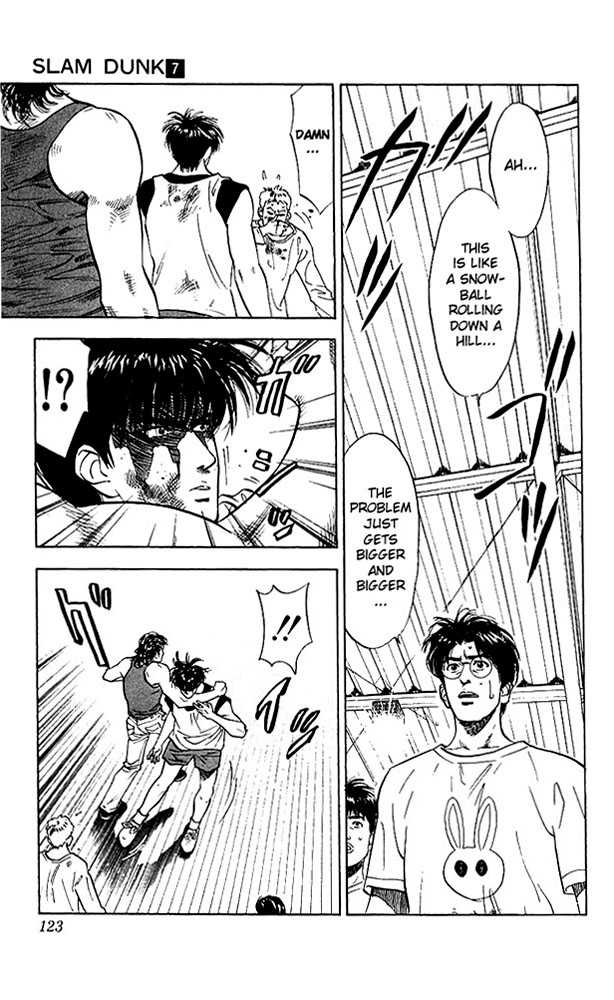 SLAM DUNK 7
AH...
THIS
IS LIKE
A SNOW-
BALL
ROLLING
DOWN A
HILL...
THE
PROBLEM
JUST
GETS
BIGGER
AND
BIGGER
...
DAMN
...
!?
ガ
!!
123